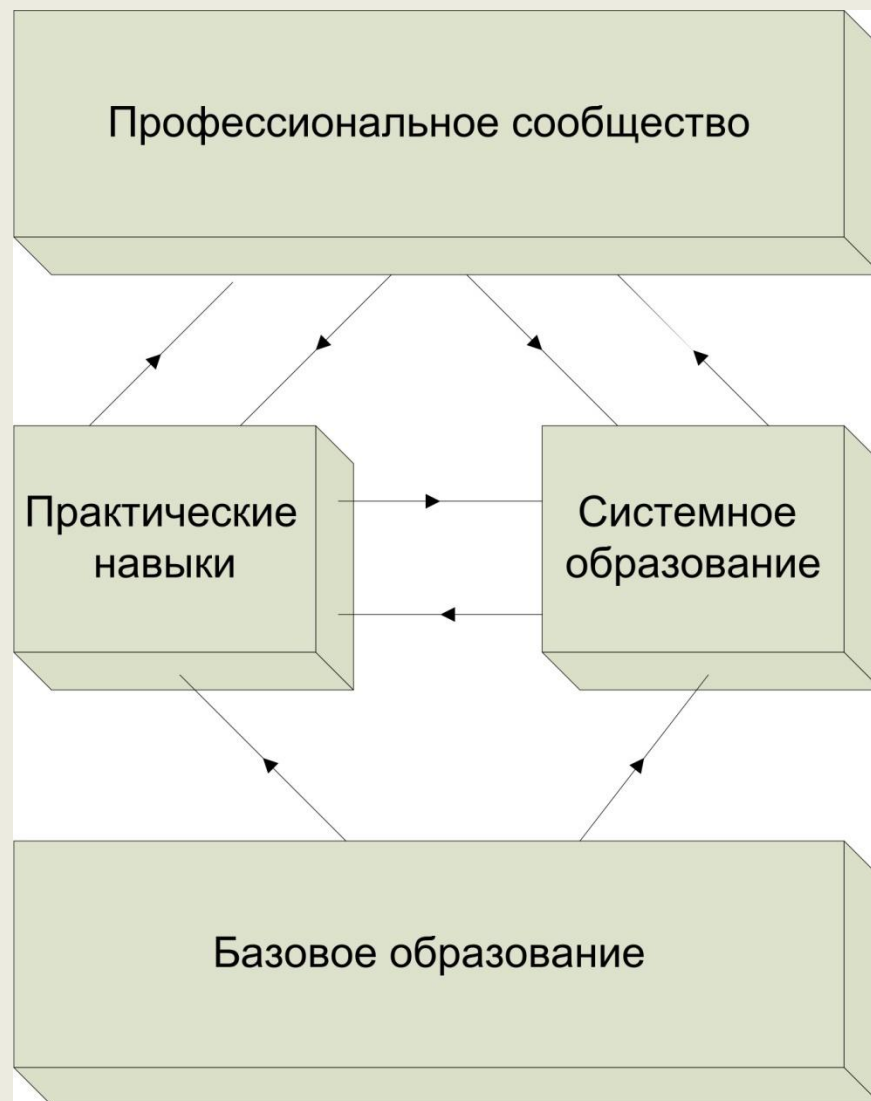 Профессиональное сообщество
Практические
навыки
Системное
образование
Базовое образование